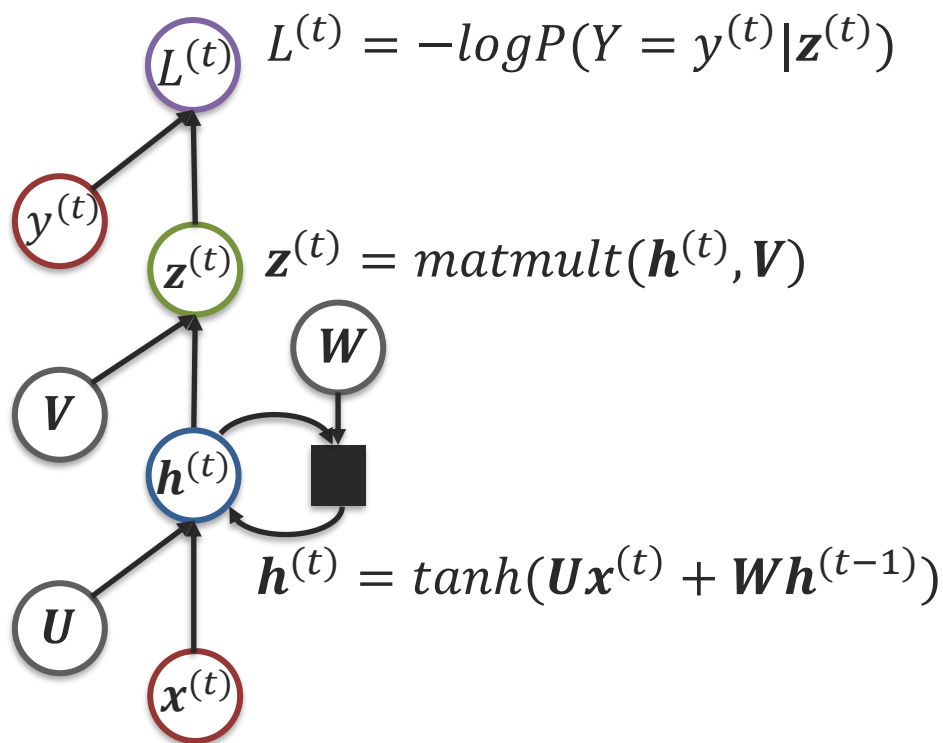 L^(t) L^(t) = −logP(Y = y^(t)|z^(t))
y^(t)
z^(t) z^(t) = matmult(h^(t), V)
W
V
h^(t)
h^(t) = tanh(Ux^(t) + Wh^(t−1))
U
x^(t)